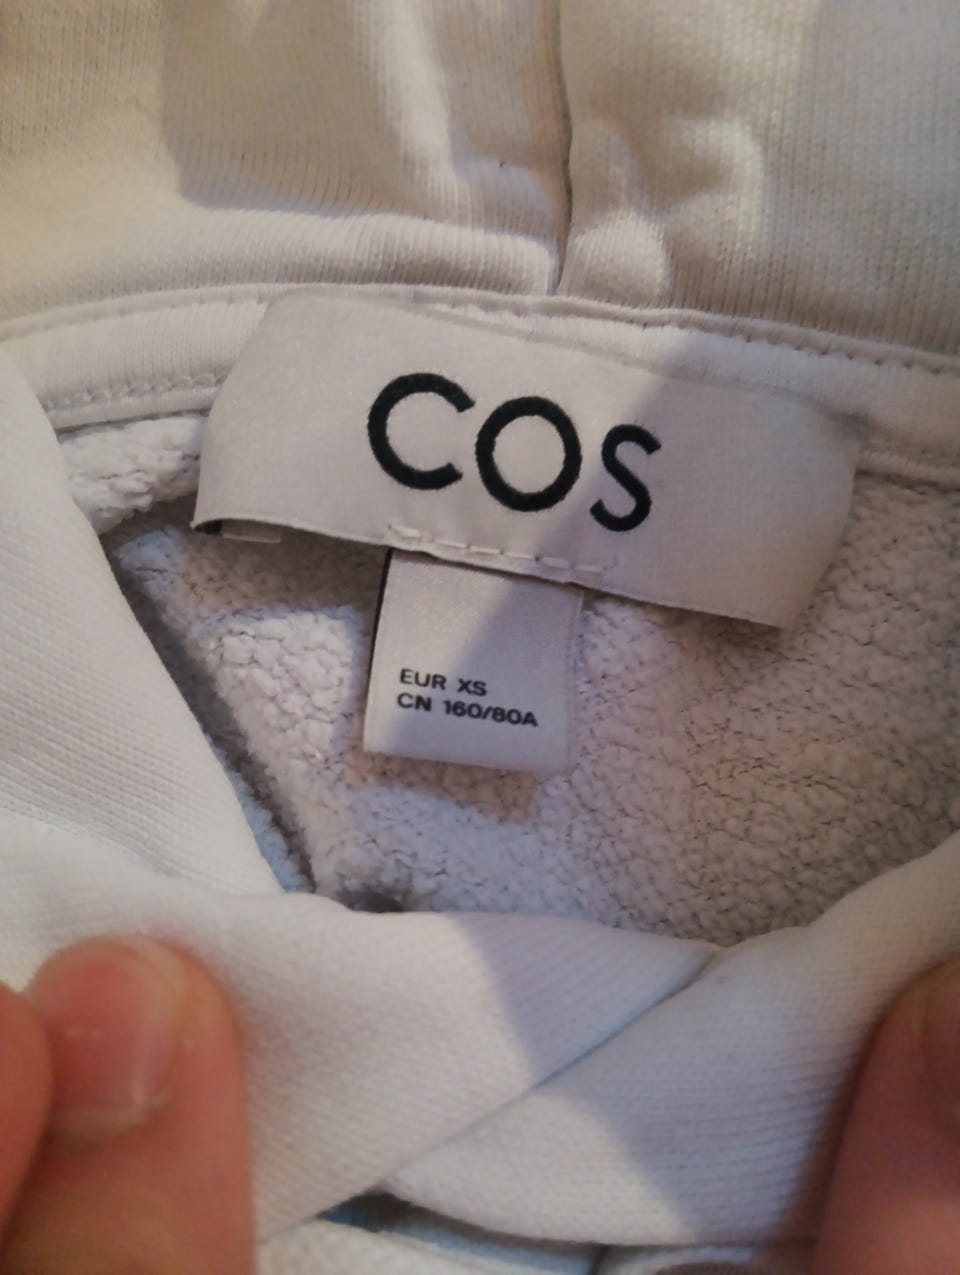 COS
EUR XS
CN 160/80A